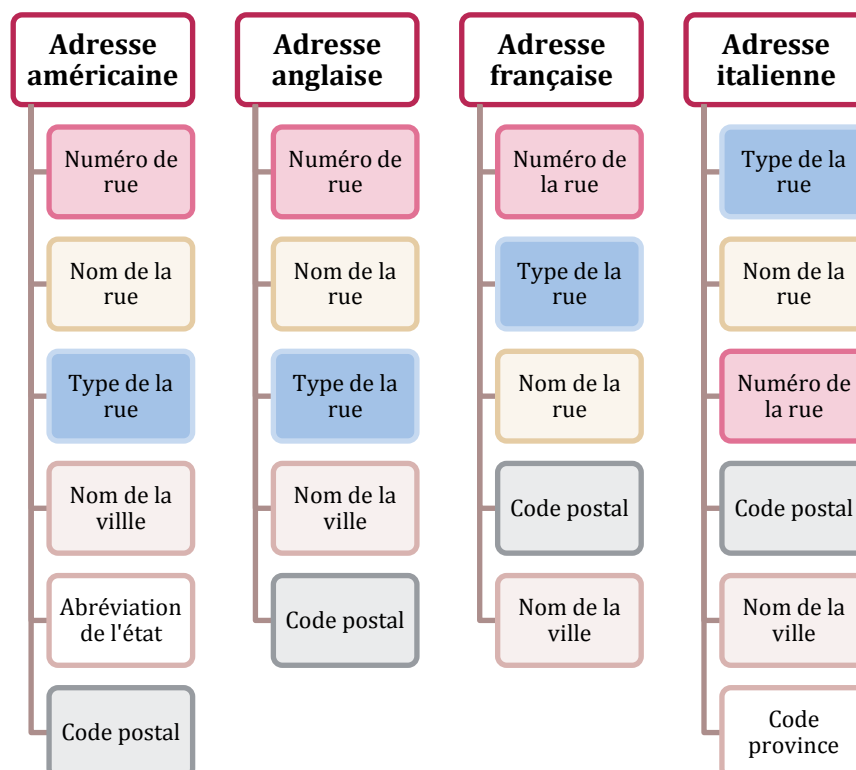 Adresse
américaine
Numéro de
rue
Nom de la
rue
Type de la
rue
Nom de la
villle
Abréviation
de l'état
Code postal
Adresse
anglaise
Numéro de
rue
Nom de la
rue
Type de la
rue
Nom de la
ville
Code postal
Adresse
française
Numéro de
la rue
Type de la
rue
Nom de la
rue
Code postal
Nom de la
ville
Adresse
italienne
Type de la
rue
Nom de la
rue
Numéro de
la rue
Code postal
Nom de la
ville
Code
province